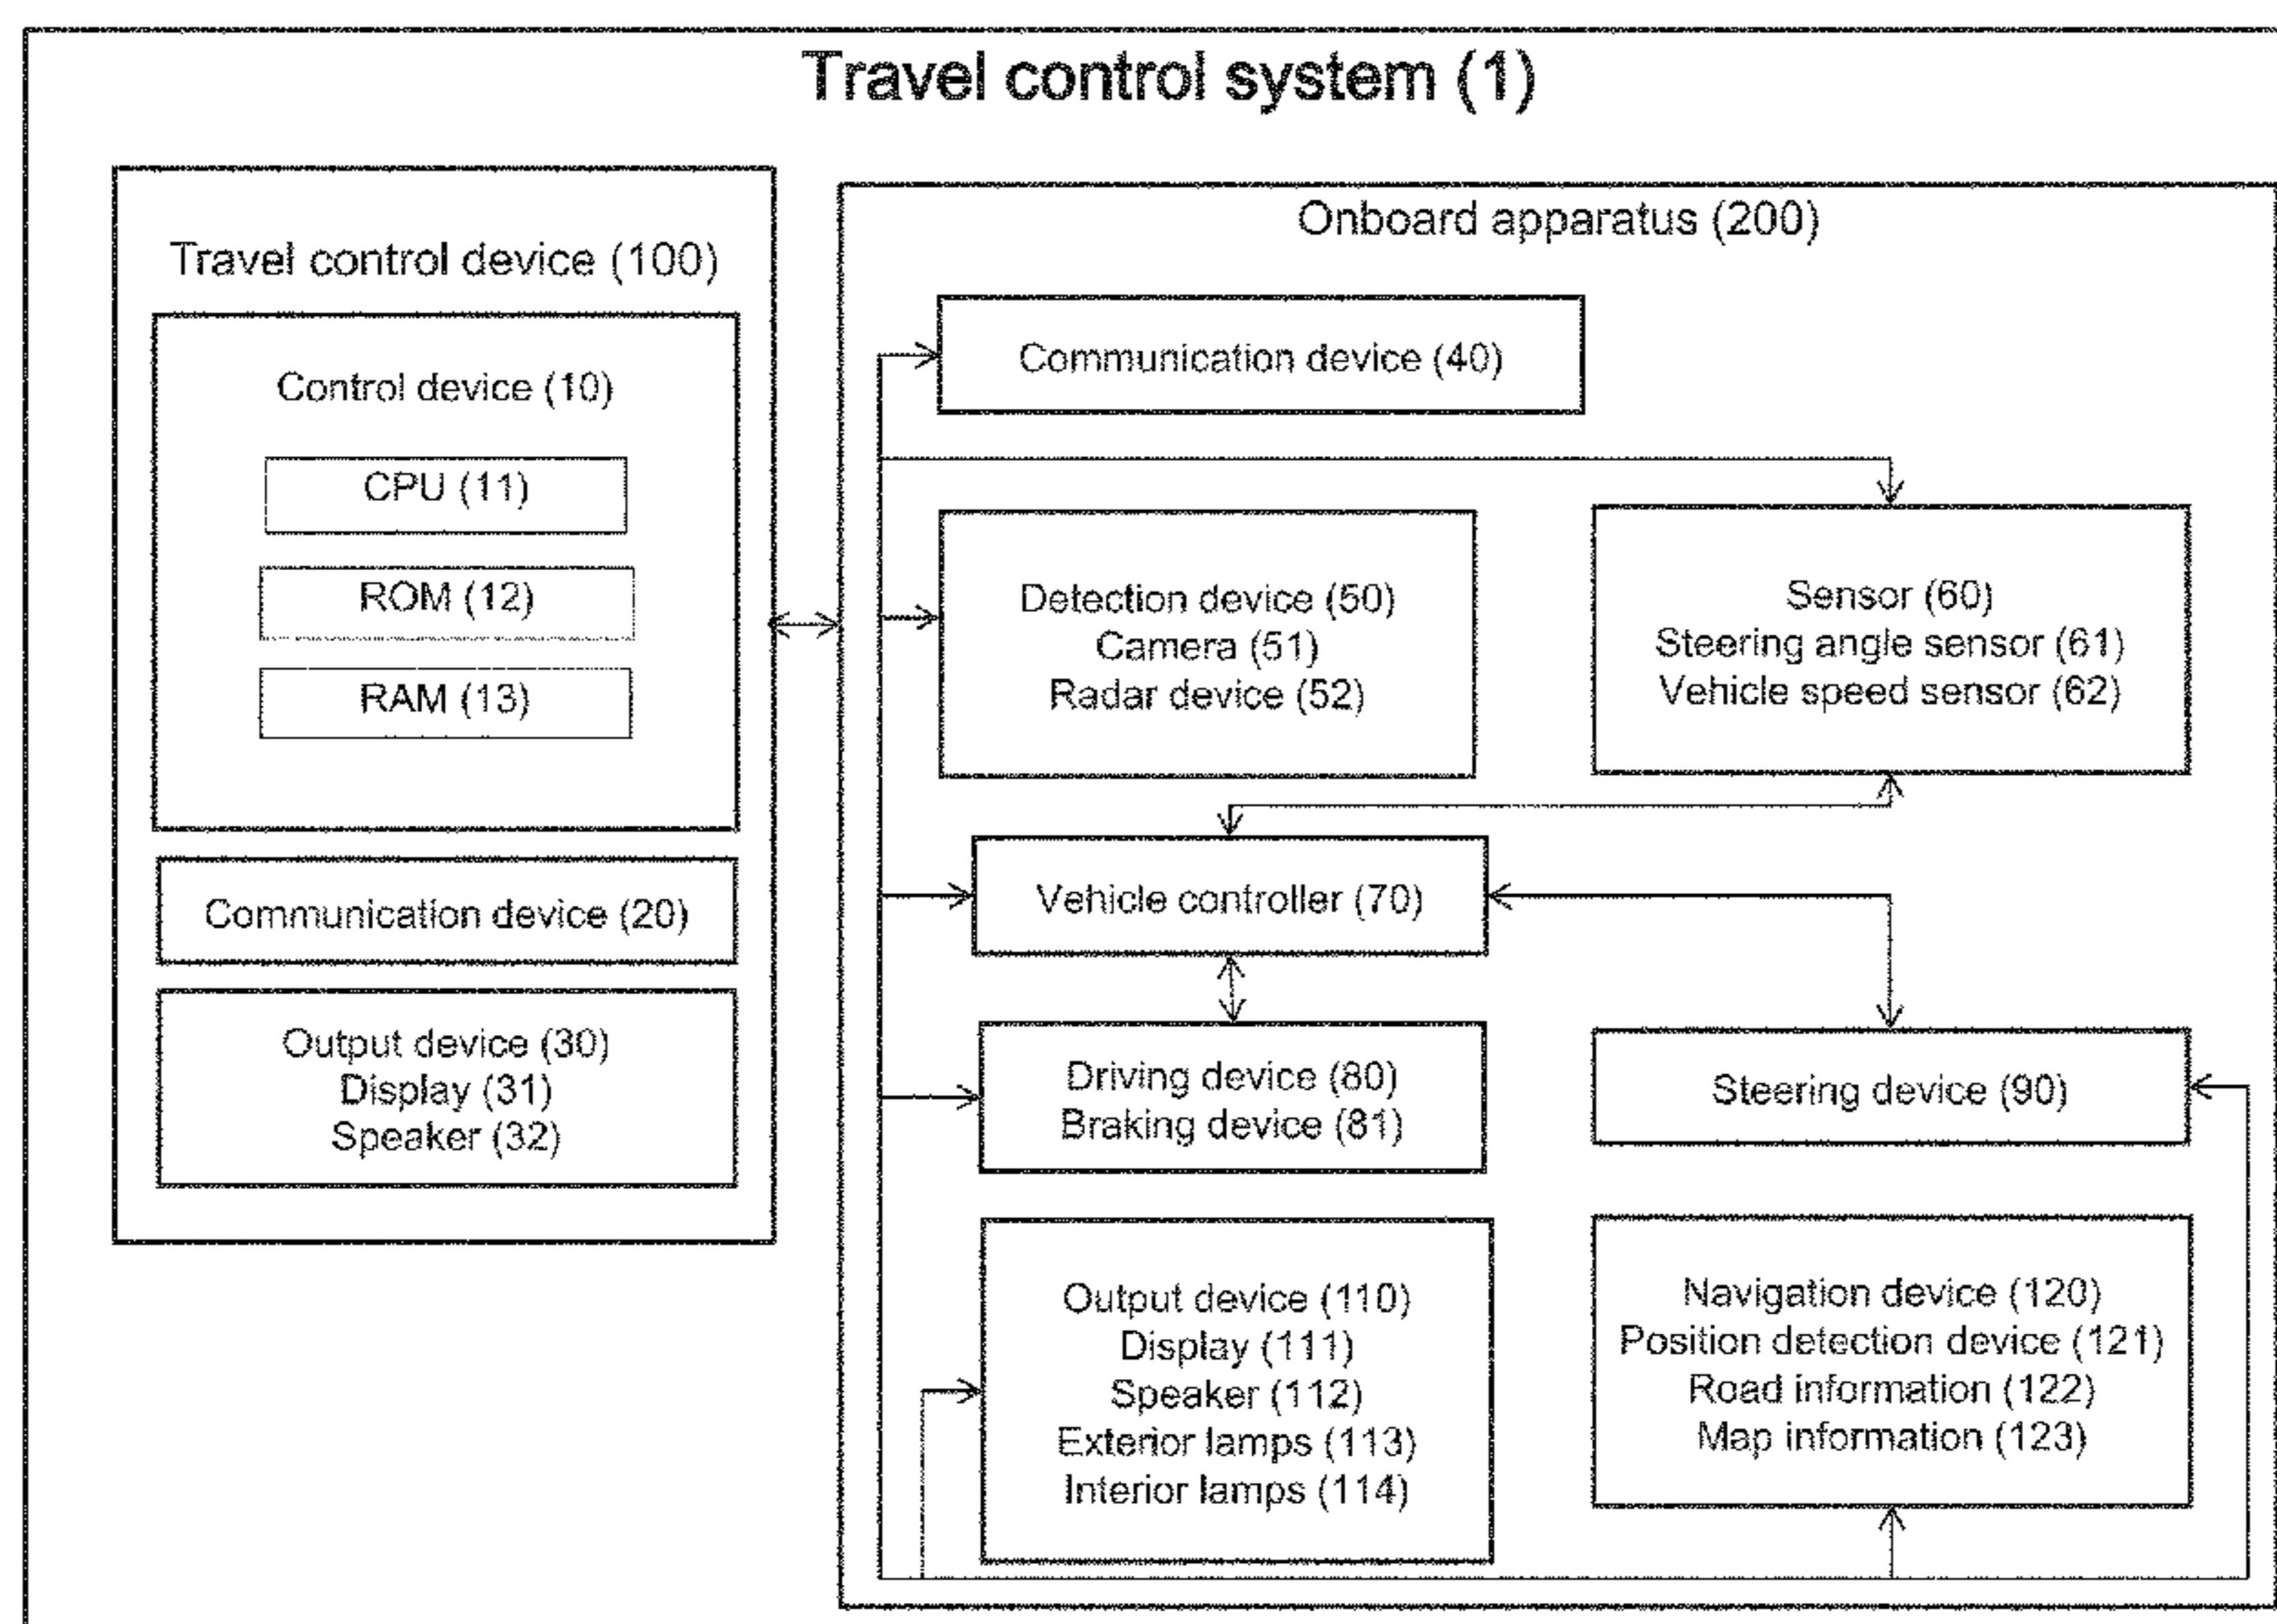 Travel control system (1)
Travel control device (100)
Control device (10)
CPU (11)
ROM (12)
RAM (13)
Communication device (20)
Output device (30)
Display (31)
Speaker (32)
Onboard apparatus (200)
Communication device (40)
Detection device (50)
Camera (51)
Radar device (52)
Sensor (60)
Steering angle sensor (61)
Vehicle speed sensor (62)
Vehicle controller (70)
Driving device (80)
Braking device (81)
Steering device (90)
Output device (110)
Display (111)
Speaker (112)
Exterior lamps (113)
Interior lamps (114)
Navigation device (120)
Position detection device (121)
Road information (122)
Map information (123)